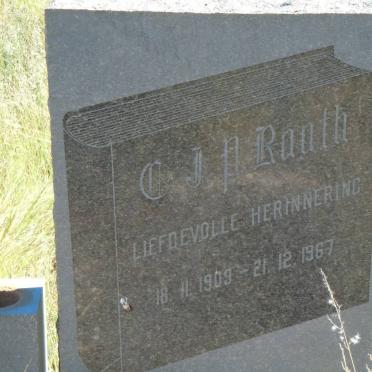 C J P Rauth
LIEFDEVOLLE HERINNERING
18. 11. 1909 - 21. 12. 1967